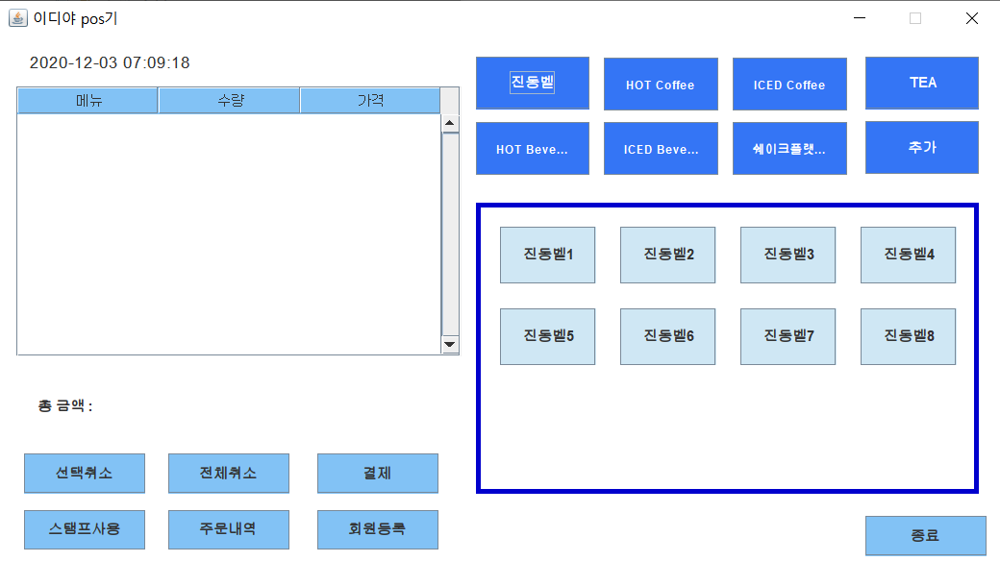 이디야 pos기
2020-12-03 07:09:18
메뉴 수량 가격
총 금액 :
선택취소 전체취소 결제
스탬프사용 주문내역 회원등록
진동벨 HOT Coffee ICED Coffee TEA
HOT Beve... ICED Beve... 쉐이크플랫... 추가
진동벨1 진동벨2 진동벨3 진동벨4
진동벨5 진동벨6 진동벨7 진동벨8
종료